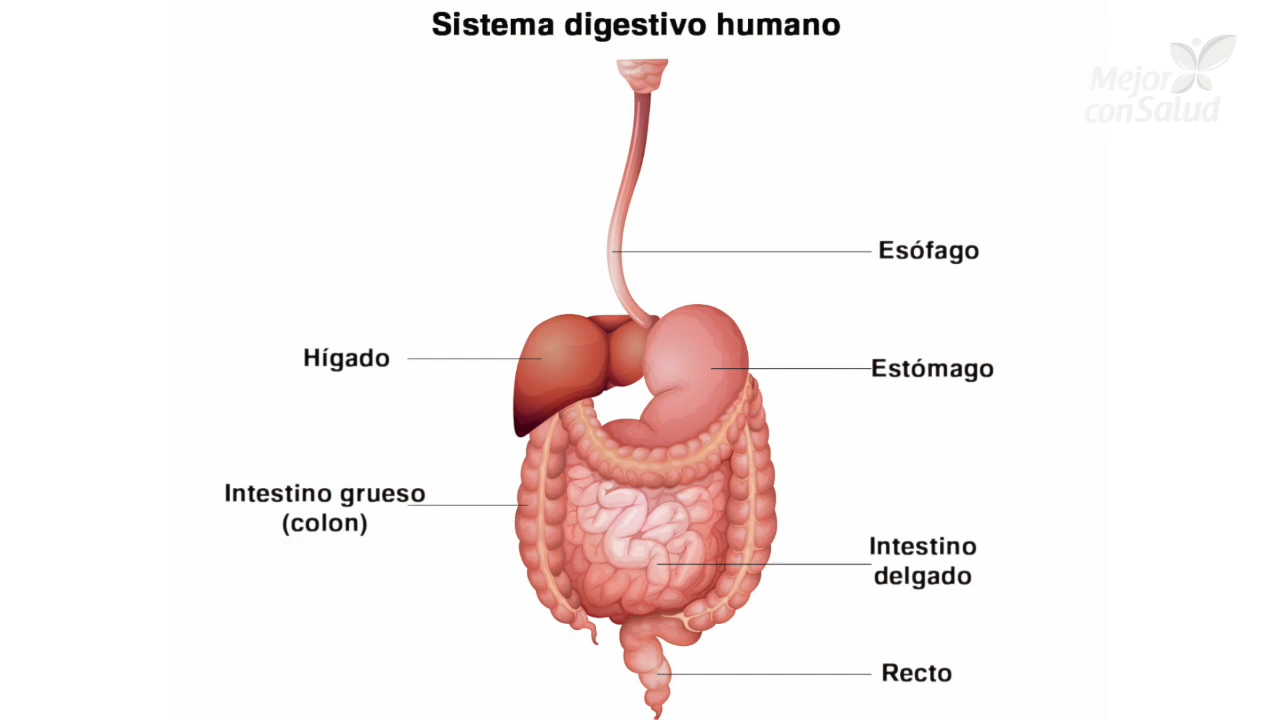 Sistema digestivo humano
Mejor
conSalud
Esófago
Hígado
Estómago
Intestino grueso
(colon)
Intestino
delgado
Recto